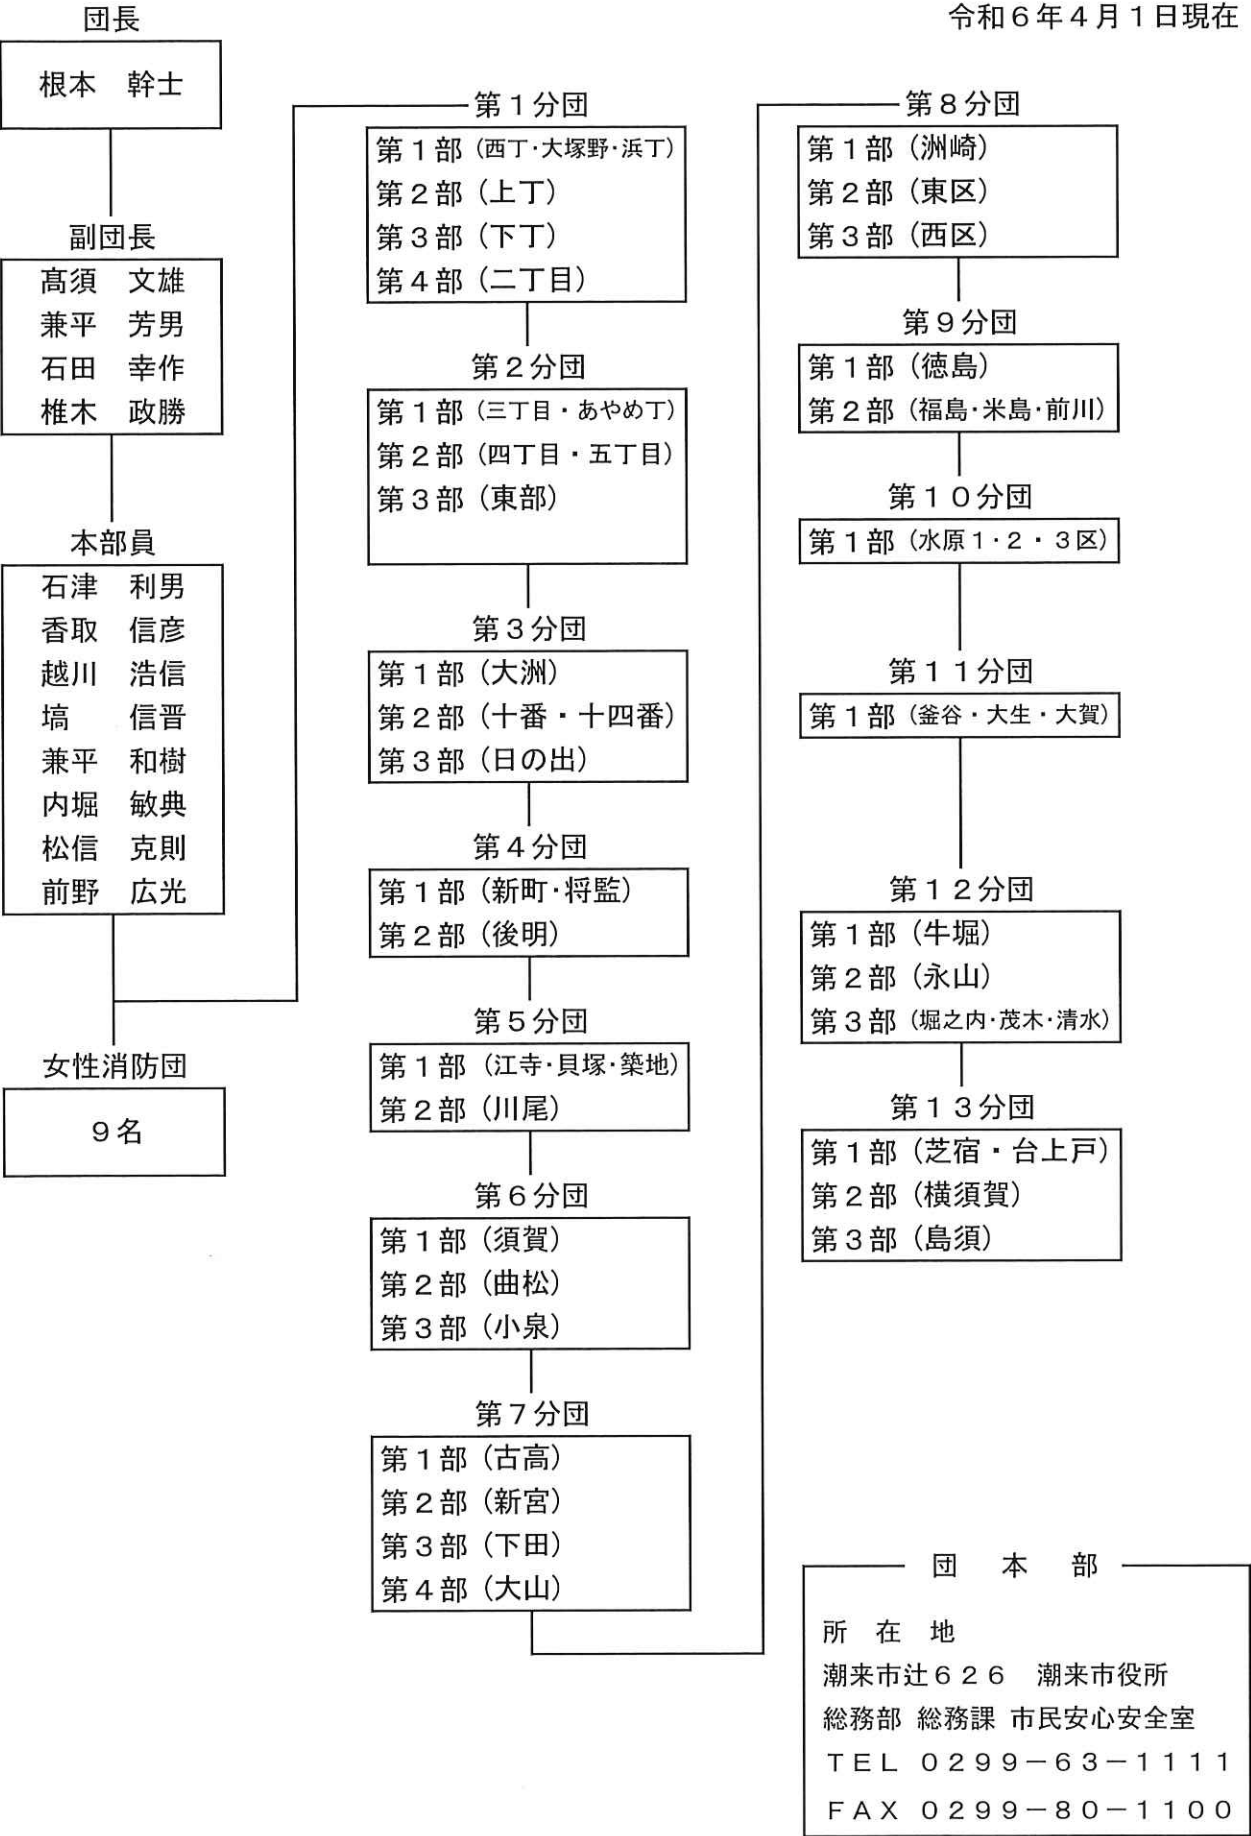 令和６年４月１日現在
団長
根本　幹士
副団長
髙須　文雄
兼平　芳男
石田　幸作
椎木　政勝
本部員
石津　利男
香取　信彦
越川　浩信
塙　　信晋
兼平　和樹
内堀　敏典
松信　克則
前野　広光
女性消防団
９名
第１分団
第１部（西丁・大塚野・浜丁）
第２部（上丁）
第３部（下丁）
第４部（二丁目）
第２分団
第１部（三丁目・あやめ丁）
第２部（四丁目・五丁目）
第３部（東部）
第３分団
第１部（大洲）
第２部（十番・十四番）
第３部（日の出）
第４分団
第１部（新町・将監）
第２部（後明）
第５分団
第１部（江寺・貝塚・築地）
第２部（川尾）
第６分団
第１部（須賀）
第２部（曲松）
第３部（小泉）
第７分団
第１部（古高）
第２部（新宮）
第３部（下田）
第４部（大山）
第８分団
第１部（洲崎）
第２部（東区）
第３部（西区）
第９分団
第１部（徳島）
第２部（福島・米島・前川）
第１０分団
第１部（水原１・２・３区）
第１１分団
第１部（釜谷・大生・大賀）
第１２分団
第１部（牛堀）
第２部（永山）
第３部（堀之内・茂木・清水）
第１３分団
第１部（芝宿・台上戸）
第２部（横須賀）
第３部（島須）
団　本　部
所　在　地
潮来市辻６２６　潮来市役所
総務部 総務課 市民安心安全室
ＴＥＬ ０２９９－６３－１１１１
ＦＡＸ ０２９９－８０－１１００